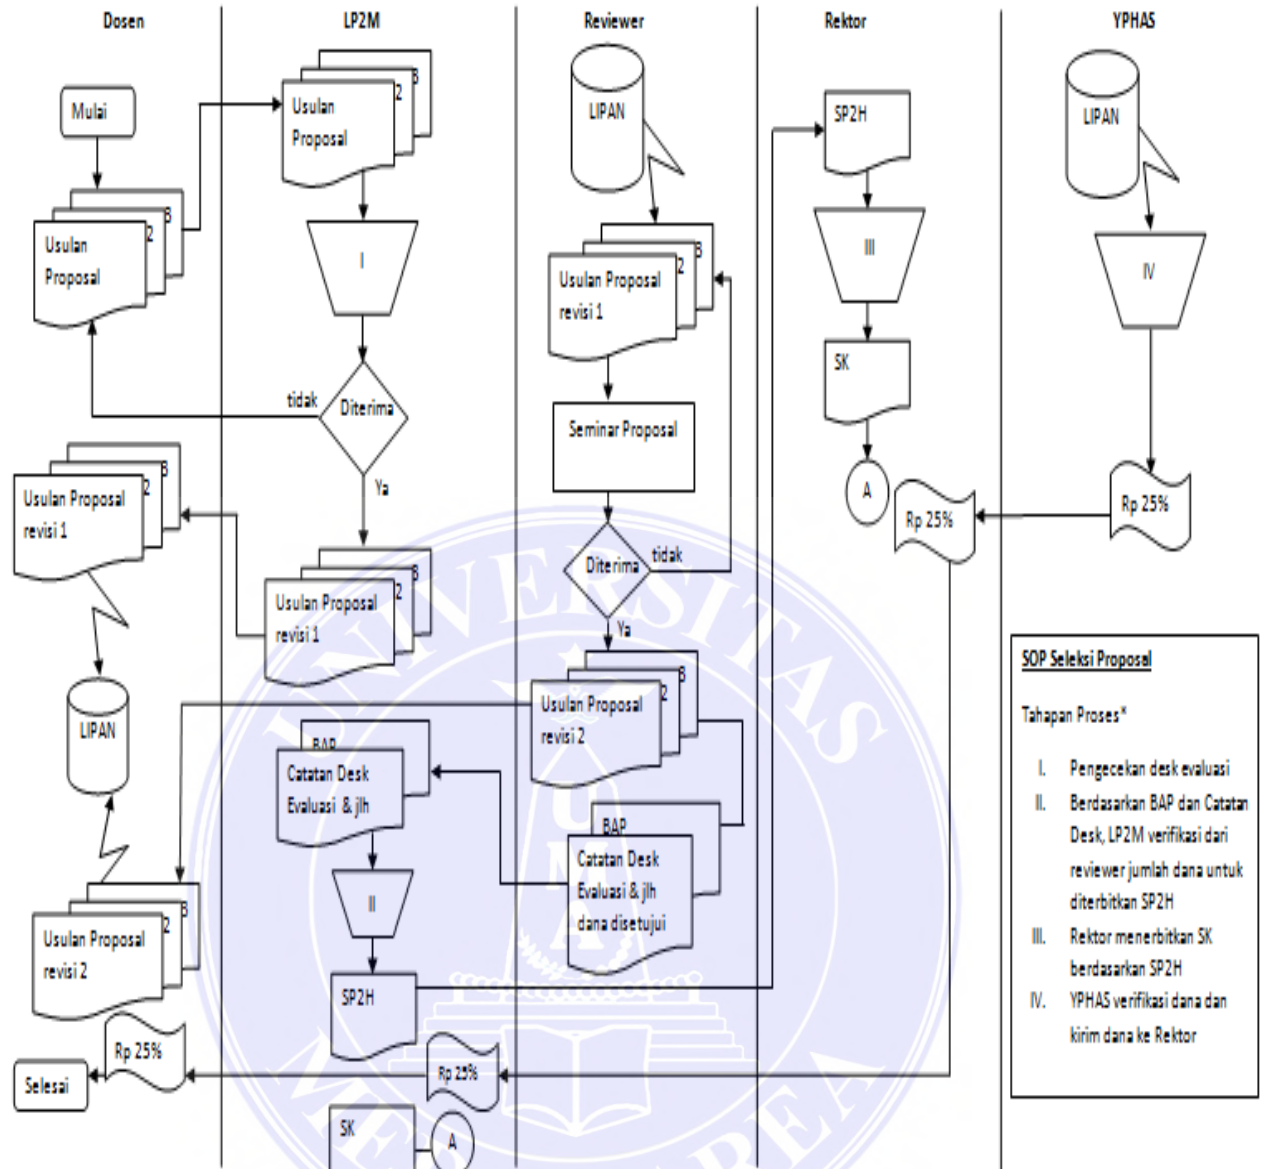 Dosen
LP2M
Reviewer
Rektor
YPHAS
Mulai
Usulan
Proposal
2
3
Usulan
Proposal
2
3
I
Diterima
tidak
Ya
Usulan Proposal
revisi 1
2
3
Usulan Proposal
revisi 1
2
3
LIPAN
Usulan Proposal
revisi 2
2
3
Rp 25%
Selesai
BAP
Catatan Desk
Evaluasi & jlh
II
SP2H
Rp 25%
SK
A
LIPAN
Usulan Proposal
revisi 1
2
3
Seminar Proposal
Diterima
tidak
Ya
Usulan Proposal
revisi 2
2
3
BAP
Catatan Desk
Evaluasi & jlh
dana disetujui
SP2H
III
SK
A
Rp 25%
LIPAN
IV
Rp 25%
SOP Seleksi Proposal
Tahapan Proses*
I. Pengecekan desk evaluasi
II. Berdasarkan BAP dan Catatan
Desk, LP2M verifikasi dari
reviewer jumlah dana untuk
diterbitkan SP2H
III. Rektor menerbitkan SK
berdasarkan SP2H
IV. YPHAS verifikasi dana dan
kirim dana ke Rektor
UNIVERSITAS
UMA